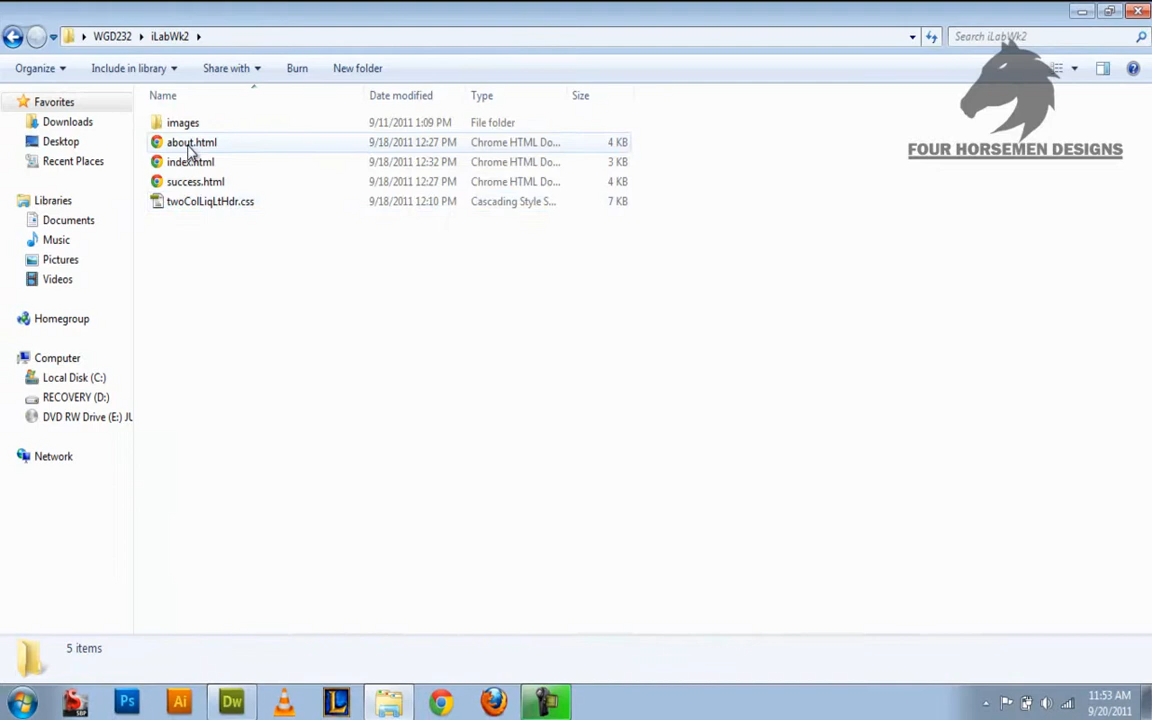 WGD232 iLabWk2 Search iLabWk2
Organize Include in library Share with Burn New folder
Name Date modified Type Size
Favorites
Downloads
Desktop
Recent Places
Libraries
Documents
Music
Pictures
Videos
Homegroup
Computer
Local Disk (C:)
RECOVERY (D:)
DVD RW Drive (E:) JU
Network
images 9/11/2011 1:09 PM File folder
about.html 9/18/2011 12:27 PM Chrome HTML Do... 4 KB
index.html 9/18/2011 12:32 PM Chrome HTML Do... 3 KB
success.html 9/18/2011 12:27 PM Chrome HTML Do... 4 KB
twoColLiqLtHdr.css 9/18/2011 12:10 PM Cascading Style S... 7 KB
FOUR HORSEMEN DESIGNS
5 items
Ps Ai Dw L
11:53 AM
9/20/2011